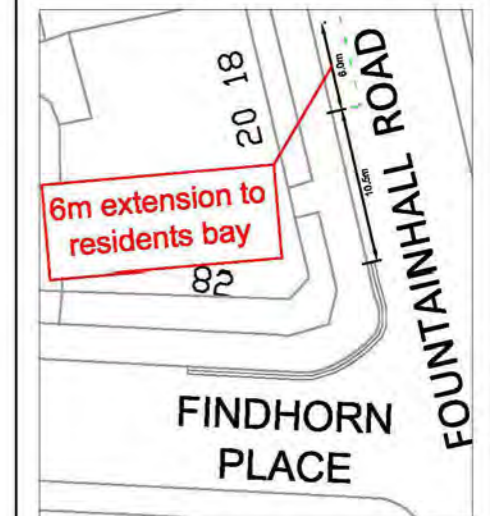 18
20
6.0m
FOUNTAINHALL ROAD
10.5m
6m extension to
residents bay
82
FINDHORN
PLACE